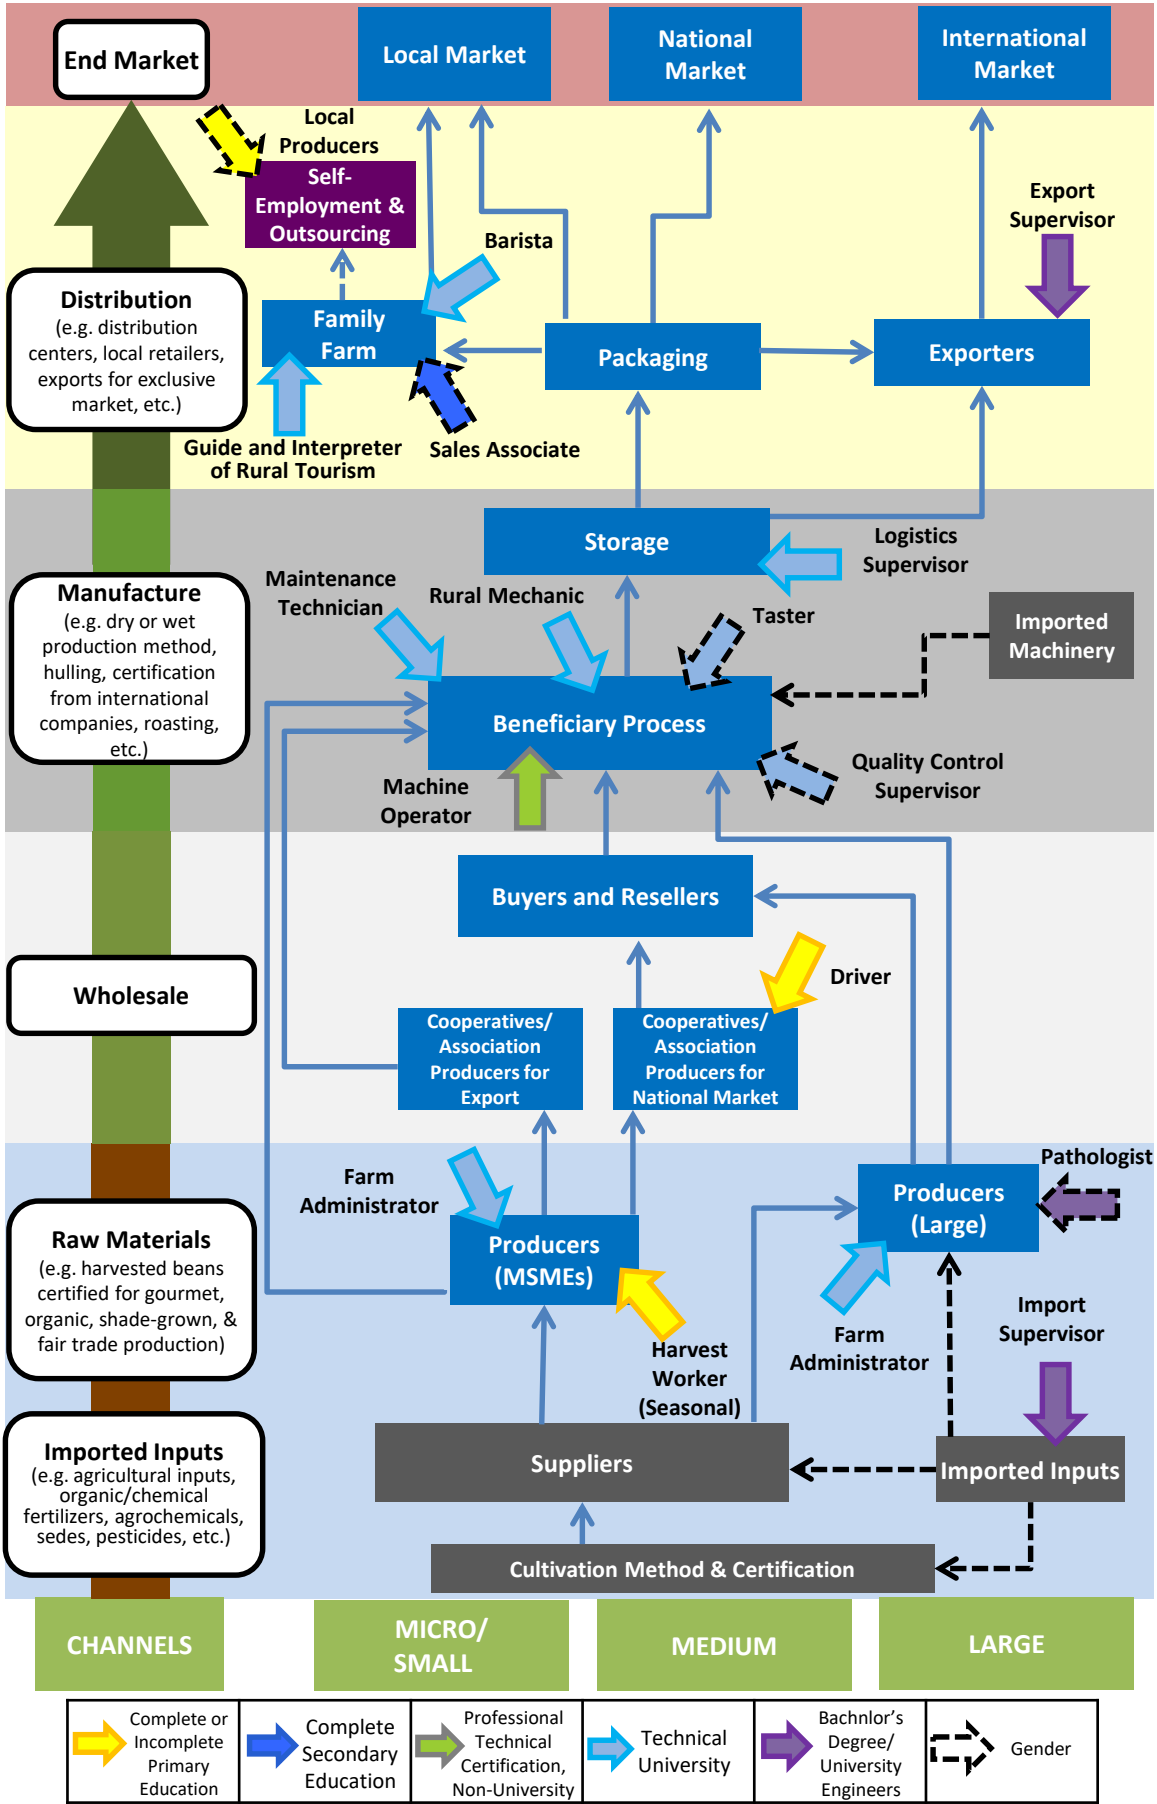 End Market
Local Market
National
Market
International
Market
Local
Producers
Self-
Employment &
Outsourcing
Barista
Export
Supervisor
Distribution
(e.g. distribution
centers, local retailers,
exports for exclusive
market, etc.)
Family
Farm
Packaging
Exporters
Guide and Interpreter
of Rural Tourism
Sales Associate
Storage
Logistics
Supervisor
Manufacture
(e.g. dry or wet
production method,
hulling, certification
from international
companies, roasting,
etc.)
Maintenance
Technician
Rural Mechanic
Taster
Imported
Machinery
Beneficiary Process
Machine
Operator
Quality Control
Supervisor
Buyers and Resellers
Wholesale
Driver
Cooperatives/
Association
Producers for
Export
Cooperatives/
Association
Producers for
National Market
Farm
Administrator
Pathologist
Producers
(Large)
Raw Materials
(e.g. harvested beans
certified for gourmet,
organic, shade-grown, &
fair trade production)
Producers
(MSMEs)
Harvest
Worker
(Seasonal)
Farm
Administrator
Import
Supervisor
Imported Inputs
(e.g. agricultural inputs,
organic/chemical
fertilizers, agrochemicals,
sedes, pesticides, etc.)
Suppliers
Imported Inputs
Cultivation Method & Certification
CHANNELS
MICRO/
SMALL
MEDIUM
LARGE
Complete or
Incomplete
Primary
Education
Complete
Secondary
Education
Professional
Technical
Certification,
Non-University
Technical
University
Bachnlor's
Degree/
University
Engineers
Gender